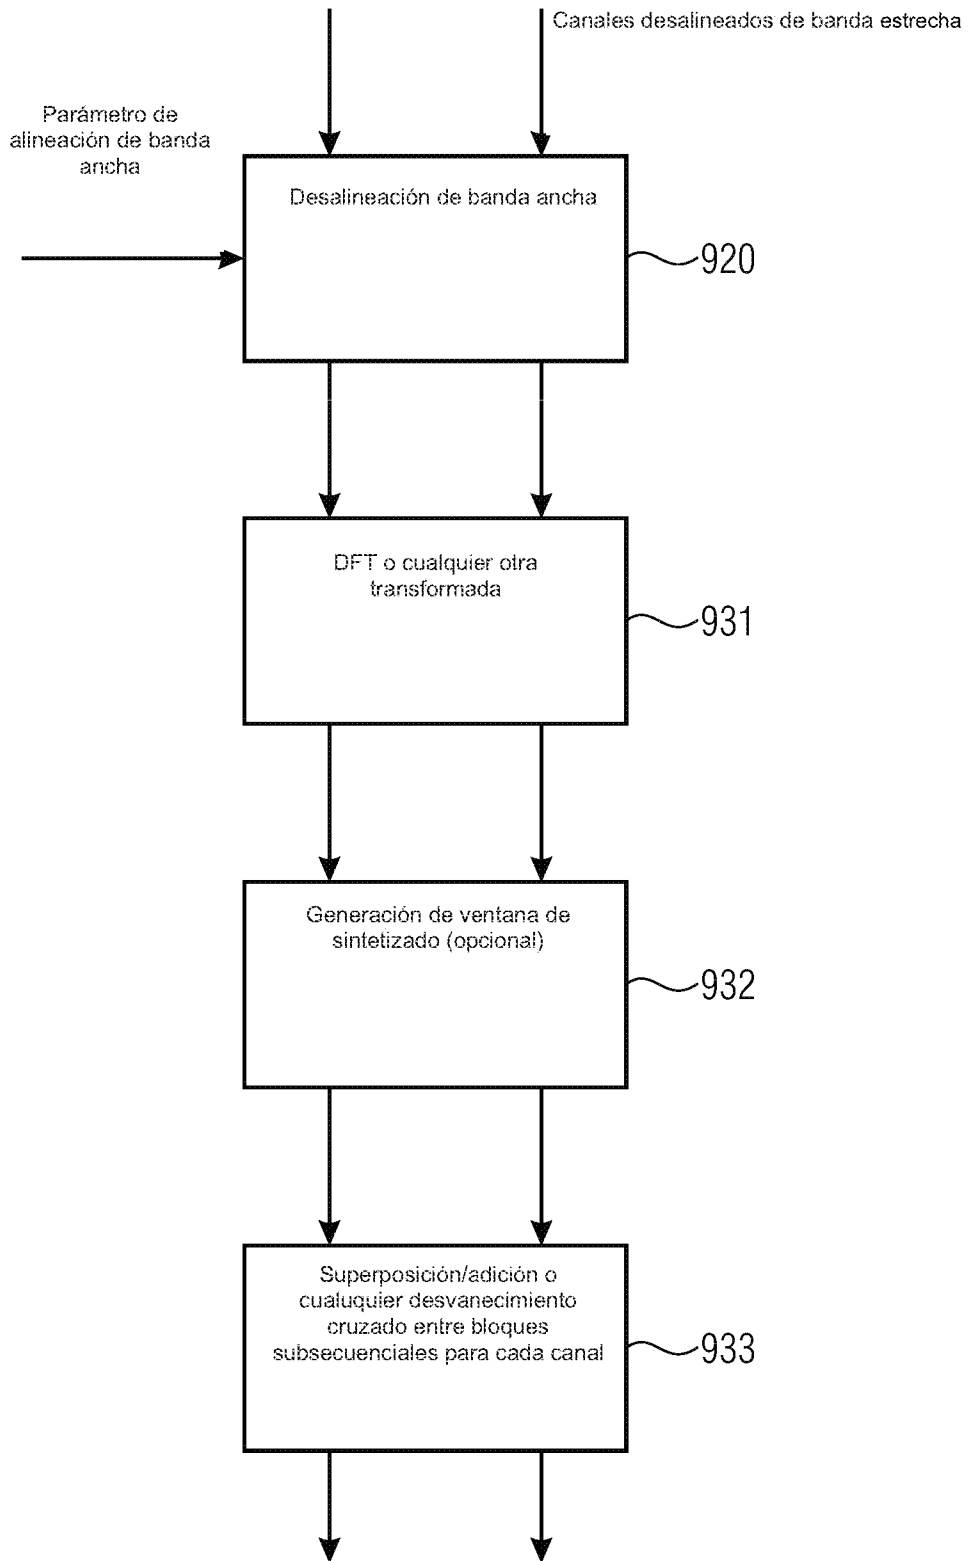 Canales desalineados de banda estrecha
Parámetro de
alineación de banda
ancha
Desalineación de banda ancha
920
DFT o cualquier otra
transformada
931
Generación de ventana de
sintetizado (opcional)
932
Superposición/adición o
cualuquier desvanecimiento
cruzado entre bloques
subsecuenciales para cada canal
933